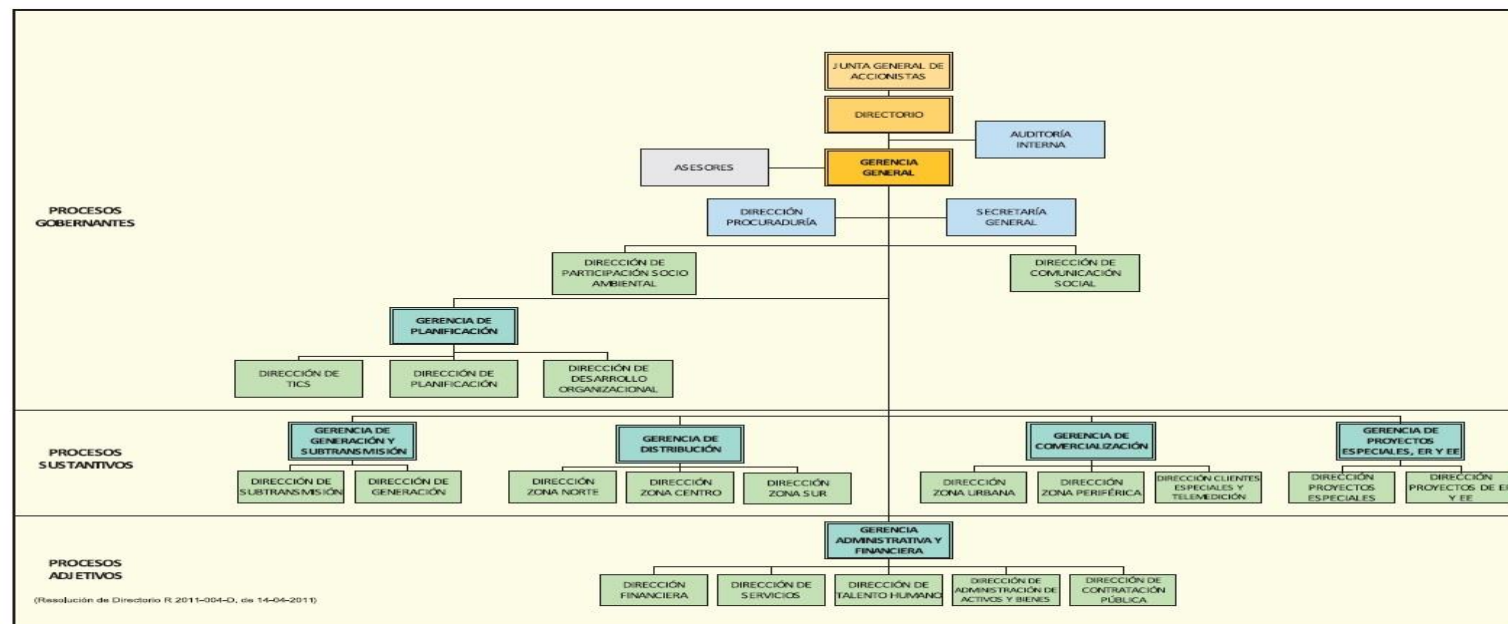 JUNTA GENERAL DE
ACCIONISTAS
DIRECTORIO
AUDITORÍA
INTERNA
ASESORES
GERENCIA
GENERAL
PROCESOS
GOBERNANTES
DIRECCIÓN
PROCURADURÍA
SECRETARÍA
GENERAL
DIRECCIÓN DE
PARTICIPACIÓN SOCIO
AMBIENTAL
DIRECCIÓN DE
COMUNICACIÓN
SOCIAL
GERENCIA DE
PLANIFICACIÓN
DIRECCIÓN DE
TICS
DIRECCIÓN DE
PLANIFICACIÓN
DIRECCIÓN DE
DESARROLLO
ORGANIZACIONAL
PROCESOS
SUSTANTIVOS
GERENCIA DE
GENERACIÓN Y
SUBTRANSMISIÓN
GERENCIA DE
DISTRIBUCIÓN
GERENCIA DE
COMERCIALIZACIÓN
GERENCIA DE
PROYECTOS
ESPECIALES, ER Y EE
DIRECCIÓN DE
SUBTRANSMISIÓN
DIRECCIÓN DE
GENERACIÓN
DIRECCIÓN
ZONA NORTE
DIRECCIÓN
ZONA CENTRO
DIRECCIÓN
ZONA SUR
DIRECCIÓN
ZONA URBANA
DIRECCIÓN
ZONA PERIFÉRICA
DIRECCIÓN CLIENTES
ESPECIALES Y
TELEMEDICIÓN
DIRECCIÓN
PROYECTOS
ESPECIALES
DIRECCIÓN
PROYECTOS DE ER
Y EE
PROCESOS
ADJETIVOS
GERENCIA
ADMINISTRATIVA Y
FINANCIERA
DIRECCIÓN
FINANCIERA
DIRECCIÓN DE
SERVICIOS
DIRECCIÓN DE
TALENTO HUMANO
DIRECCIÓN DE
ADMINISTRACIÓN DE
ACTIVOS Y BIENES
DIRECCIÓN DE
CONTRATACIÓN
PÚBLICA
(Resolución de Directorio R 2011-004-D, de 14-04-2011)